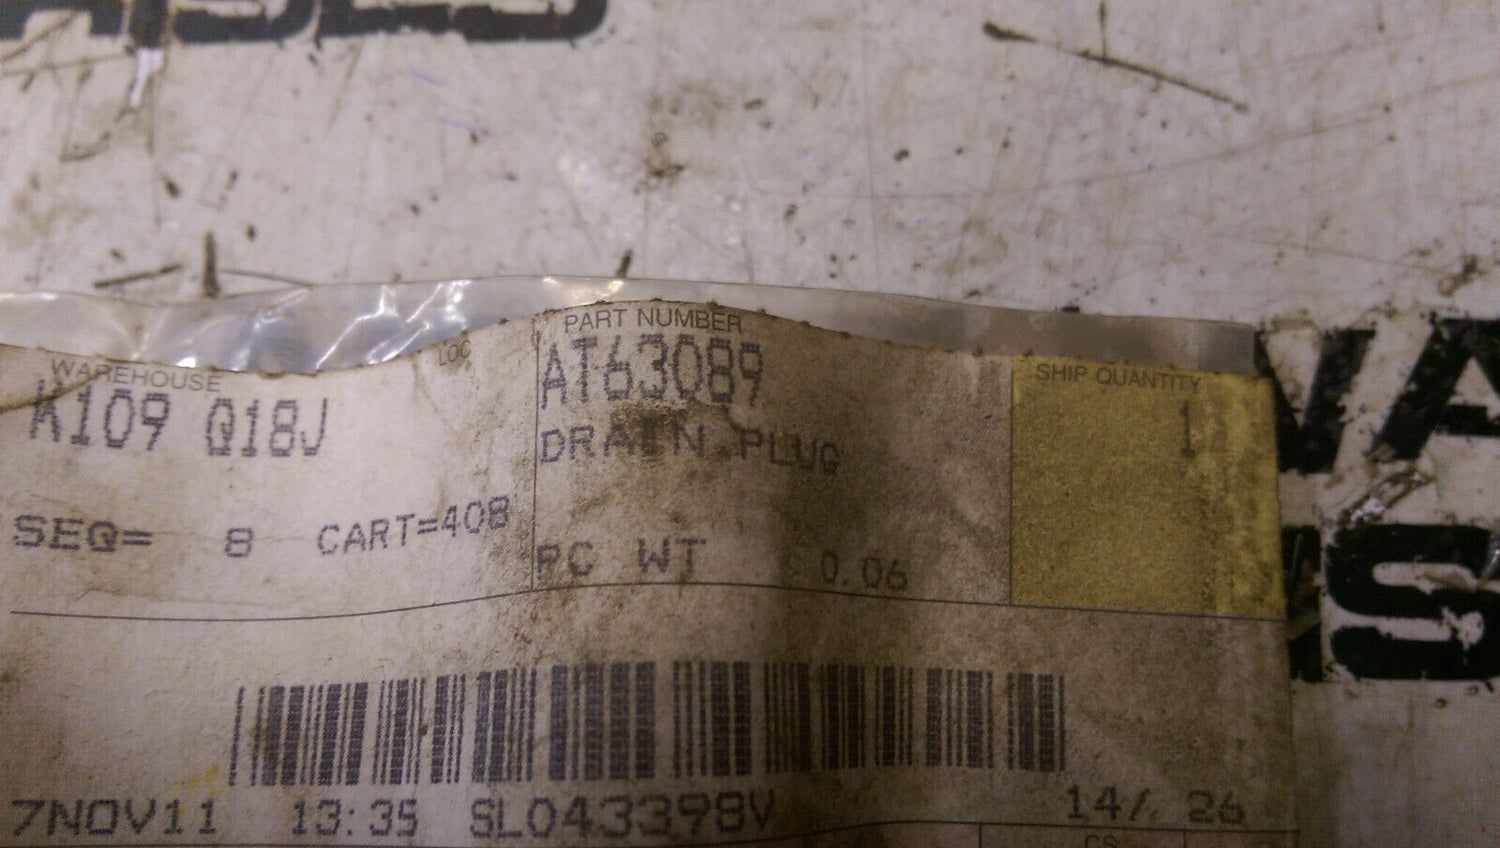 WAREHOUSE
LOC
PART NUMBER
SHIP QUANTITY
K109 Q18J
AT63089
1
DRAIN PLUG
SEQ= 8 CART=408
PC WT 0.06
7NOV11 13:35 SL043398V 14/ 26
CS